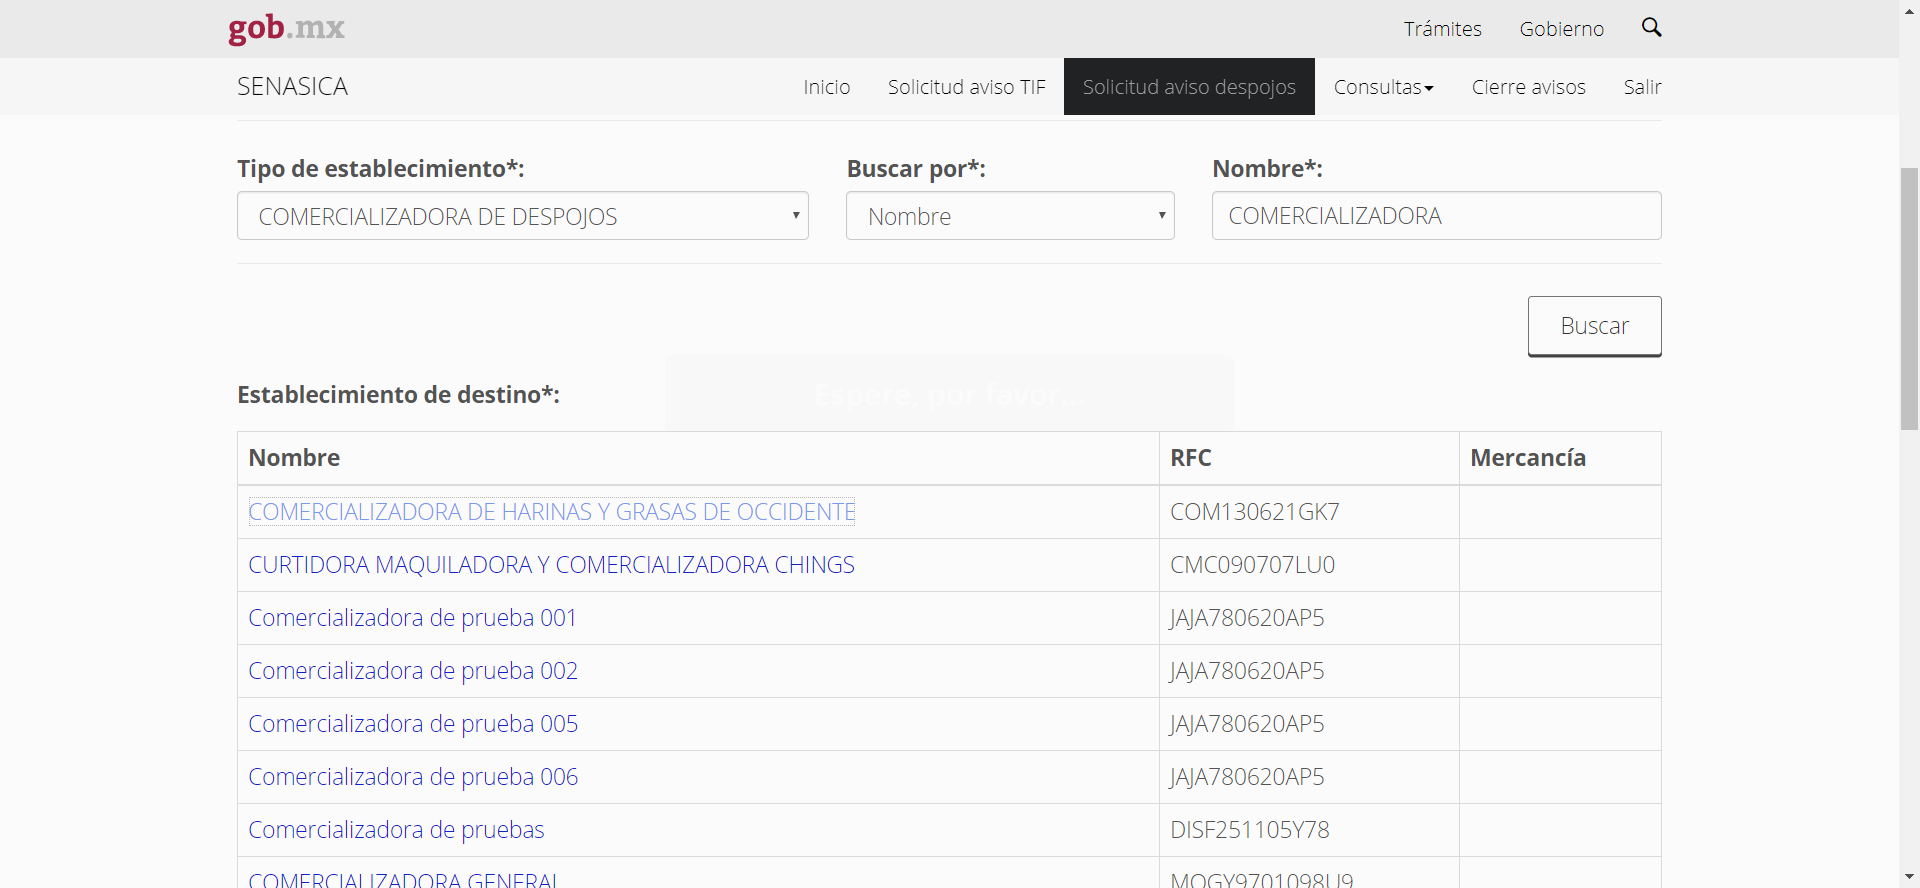 gob.mx
Trámites Gobierno
SENASICA
Inicio Solicitud aviso TIF Solicitud aviso despojos Consultas Cierre avisos Salir
Tipo de establecimiento*: Buscar por*: Nombre*:
COMERCIALIZADORA DE DESPOJOS Nombre COMERCIALIZADORA
Buscar
Espere, por favor...
Establecimiento de destino*:
Nombre RFC Mercancía
COMERCIALIZADORA DE HARINAS Y GRASAS DE OCCIDENTE COM130621GK7
CURTIDORA MAQUILADORA Y COMERCIALIZADORA CHINGS CMC090707LU0
Comercializadora de prueba 001 JAJA780620AP5
Comercializadora de prueba 002 JAJA780620AP5
Comercializadora de prueba 005 JAJA780620AP5
Comercializadora de prueba 006 JAJA780620AP5
Comercializadora de pruebas DISF251105Y78
COMERCIALIZADORA GENERAL MOGY9701098U9